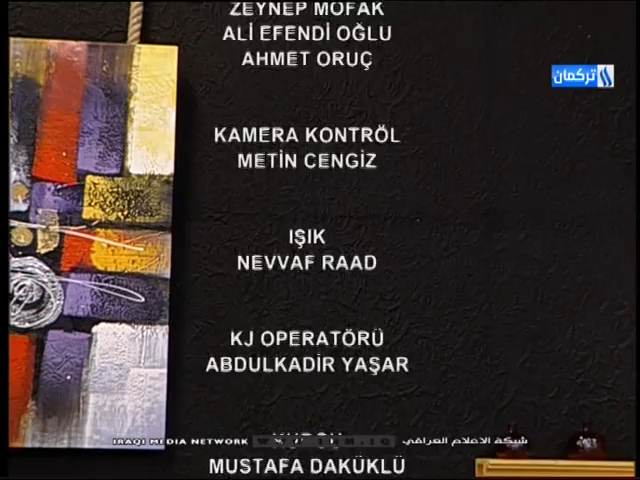 ZEYNEP MOFAK
ALİ EFENDİ OĞLU
AHMET ORUÇ
تركمان
KAMERA KONTRÖL
METİN CENGİZ
IŞIK
NEVVAF RAAD
KJ OPERATÖRÜ
ABDULKADİR YAŞAR
IRAQI MEDIA NETWORK
شبكة الاعلام العراقي
MUSTAFA DAKÜKLÜ